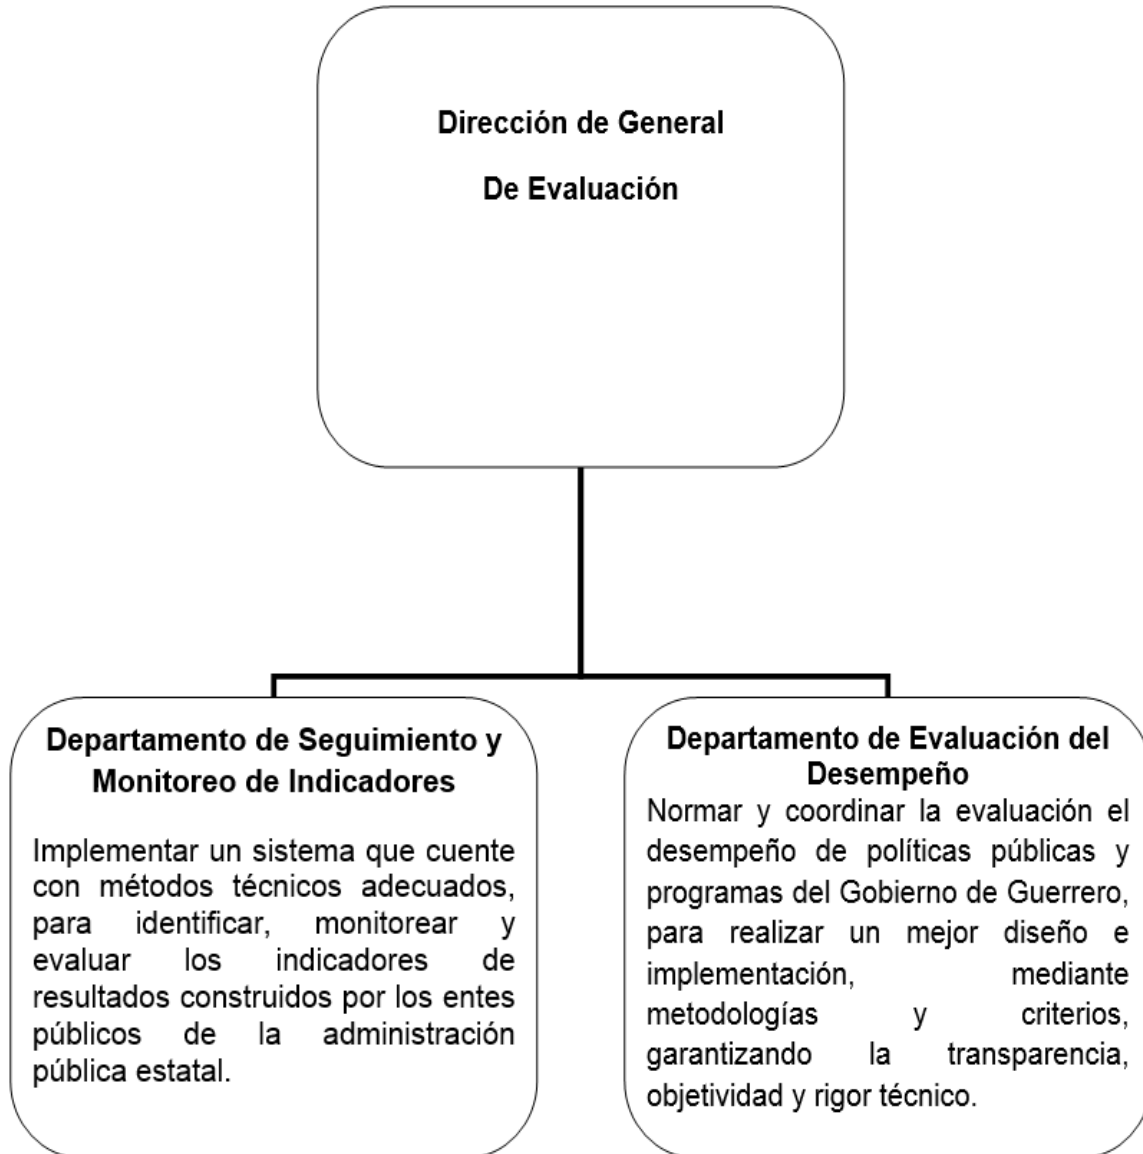 Dirección de General
De Evaluación
Departamento de Seguimiento y
Monitoreo de Indicadores
Implementar un sistema que cuente
con métodos técnicos adecuados,
para identificar, monitorear y
evaluar los indicadores de
resultados construidos por los entes
públicos de la administración
pública estatal.
Departamento de Evaluación del
Desempeño
Normar y coordinar la evaluación el
desempeño de políticas públicas y
programas del Gobierno de Guerrero,
para realizar un mejor diseño e
implementación, mediante
metodologías y criterios,
garantizando la transparencia,
objetividad y rigor técnico.